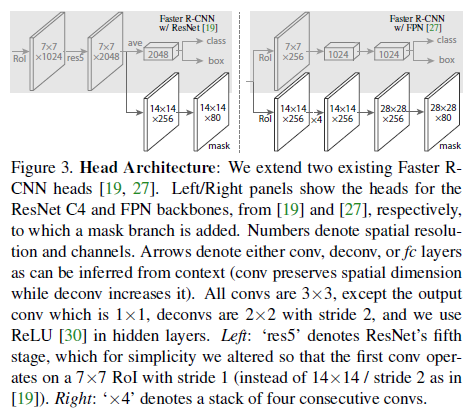 Faster R-CNN
w/ ResNet [19]
RoI
7×7
×1024
res5
7×7
×2048
ave
2048
class
box
14×14
×256
14×14
×80
mask
Faster R-CNN
w/ FPN [27]
RoI
7×7
×256
1024
1024
class
box
RoI
14×14
×256
×4
14×14
×256
28×28
×256
28×28
×80
mask
Figure 3. Head Architecture: We extend two existing Faster R-
CNN heads [19, 27]. Left/Right panels show the heads for the
ResNet C4 and FPN backbones, from [19] and [27], respectively,
to which a mask branch is added. Numbers denote spatial resolu-
tion and channels. Arrows denote either conv, deconv, or fc layers
as can be inferred from context (conv preserves spatial dimension
while deconv increases it). All convs are 3×3, except the output
conv which is 1×1, deconvs are 2×2 with stride 2, and we use
ReLU [30] in hidden layers. Left: ‘res5’ denotes ResNet’s fifth
stage, which for simplicity we altered so that the first conv oper-
ates on a 7×7 RoI with stride 1 (instead of 14×14 / stride 2 as in
[19]). Right: ‘×4’ denotes a stack of four consecutive convs.